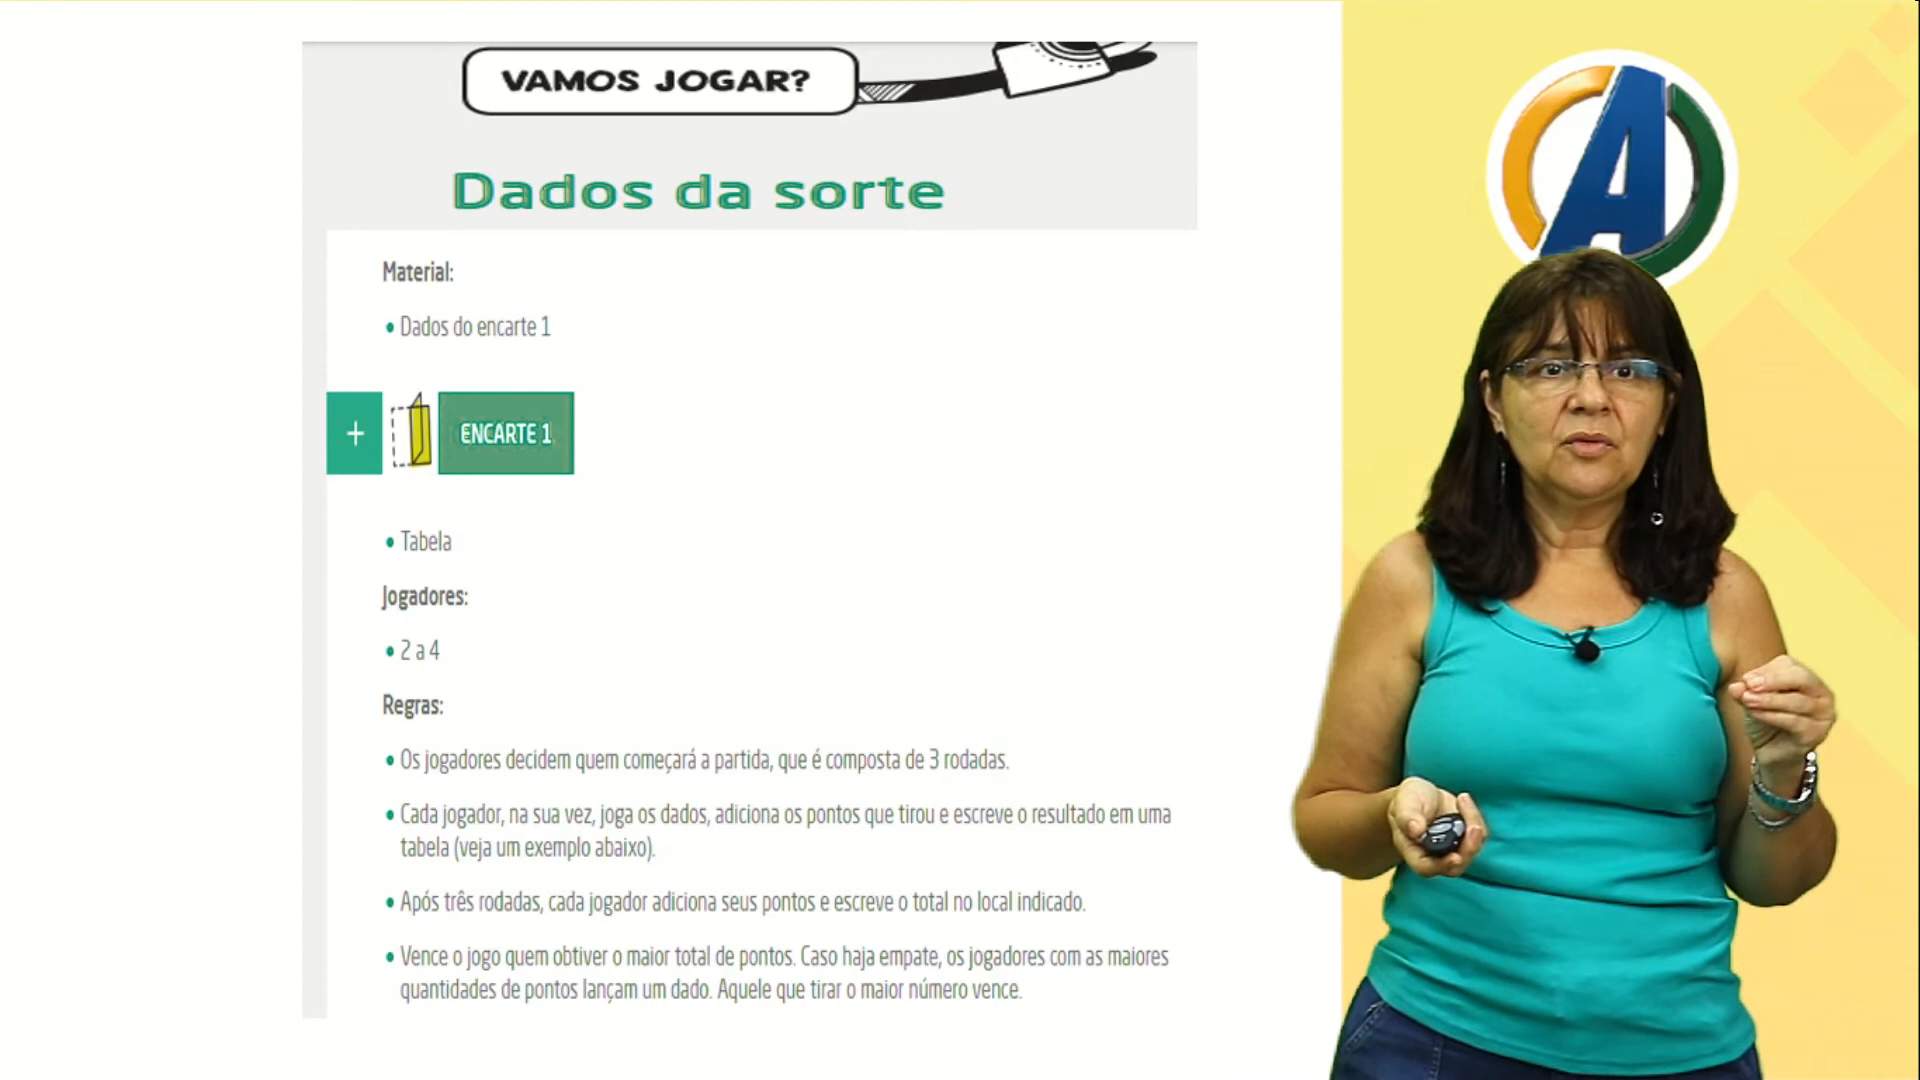 VAMOS JOGAR?
Dados da sorte
Material:
• Dados do encarte 1
+ ENCARTE 1
• Tabela
Jogadores:
• 2 a 4
Regras:
• Os jogadores decidem quem começará a partida, que é composta de 3 rodadas.
• Cada jogador, na sua vez, joga os dados, adiciona os pontos que tirou e escreve o resultado em uma
tabela (veja um exemplo abaixo).
• Após três rodadas, cada jogador adiciona seus pontos e escreve o total no local indicado.
• Vence o jogo quem obtiver o maior total de pontos. Caso haja empate, os jogadores com as maiores
quantidades de pontos lançam um dado. Aquele que tirar o maior número vence.
A